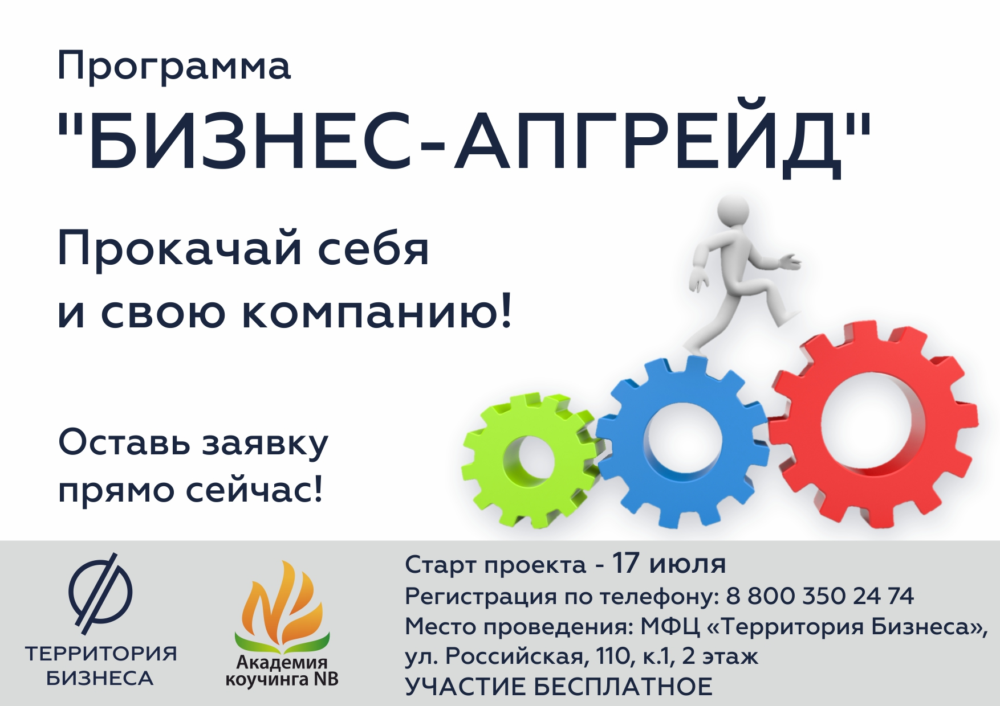 Программа
"БИЗНЕС-АПГРЕЙД"
Прокачай себя
и свою компанию!
Оставь заявку
прямо сейчас!
ТЕРРИТОРИЯ
БИЗНЕСА
Академия
коучинга NB
Старт проекта - 17 июля
Регистрация по телефону: 8 800 350 24 74
Место проведения: МФЦ «Территория Бизнеса»,
ул. Российская, 110, к.1, 2 этаж
УЧАСТИЕ БЕСПЛАТНОЕ